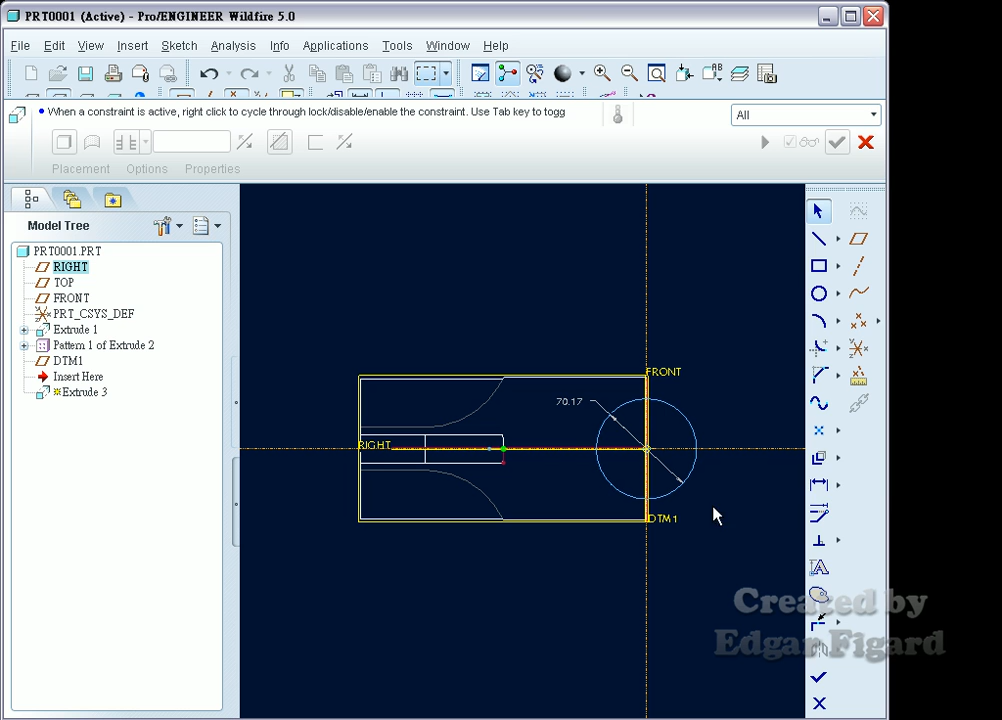 PRT0001 (Active) - Pro/ENGINEER Wildfire 5.0
File Edit View Insert Sketch Analysis Info Applications Tools Window Help
When a constraint is active, right click to cycle through lock/disable/enable the constraint. Use Tab key to togg
All
Placement Options Properties
Model Tree
PRT0001.PRT
RIGHT
TOP
FRONT
PRT_CSYS_DEF
Extrude 1
Pattern 1 of Extrude 2
DTM1
Insert Here
Extrude 3
FRONT
70.17
RIGHT
DTM1
Created by
Edgar Figard